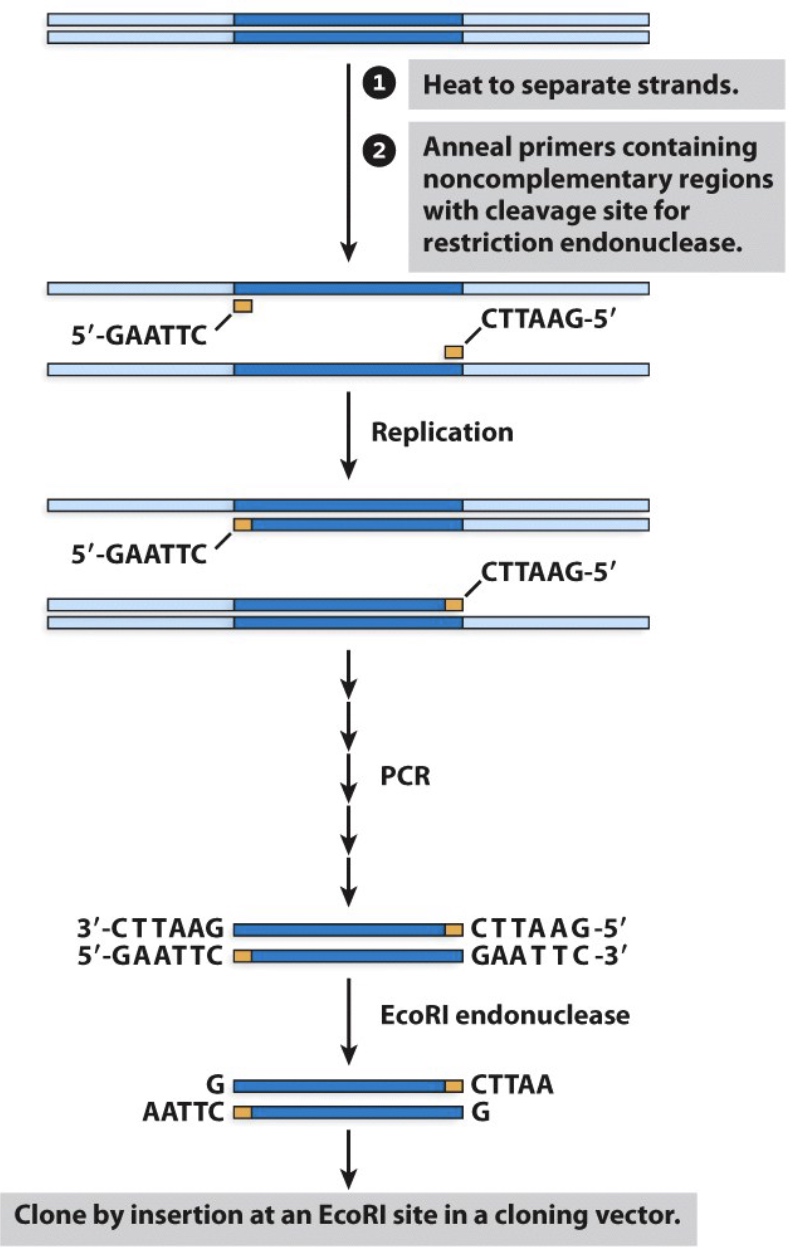 1 Heat to separate strands.
2 Anneal primers containing
noncomplementary regions
with cleavage site for
restriction endonuclease.
5′-GAATTC
CTTAAG-5′
Replication
5′-GAATTC
CTTAAG-5′
PCR
3′-CTTAAG CTTAAG-5′
5′-GAATTC GAATTC-3′
EcoRI endonuclease
G CTTAA
AATTC G
Clone by insertion at an EcoRI site in a cloning vector.